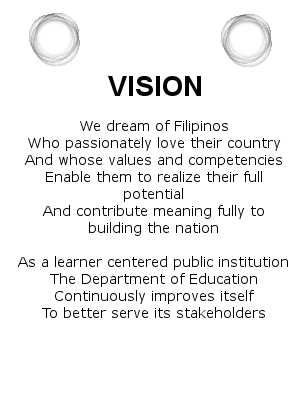 VISION
We dream of Filipinos
Who passionately love their country
And whose values and competencies
Enable them to realize their full
potential
And contribute meaning fully to
building the nation
As a learner centered public institution
The Department of Education
Continuously improves itself
To better serve its stakeholders